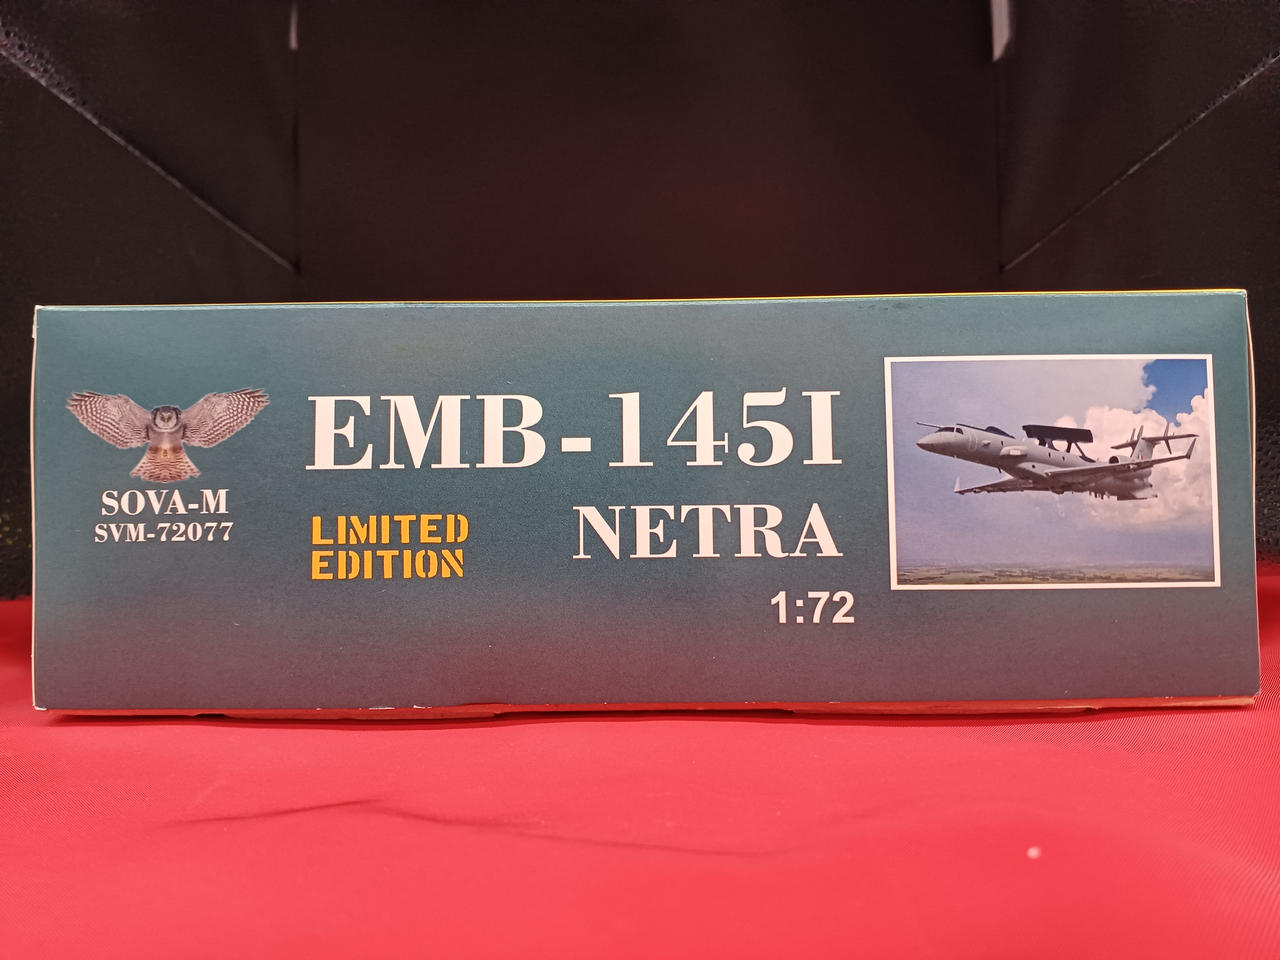 SOVA-M
SVM-72077
EMB-145I
LIMITED
EDITION
NETRA
1:72